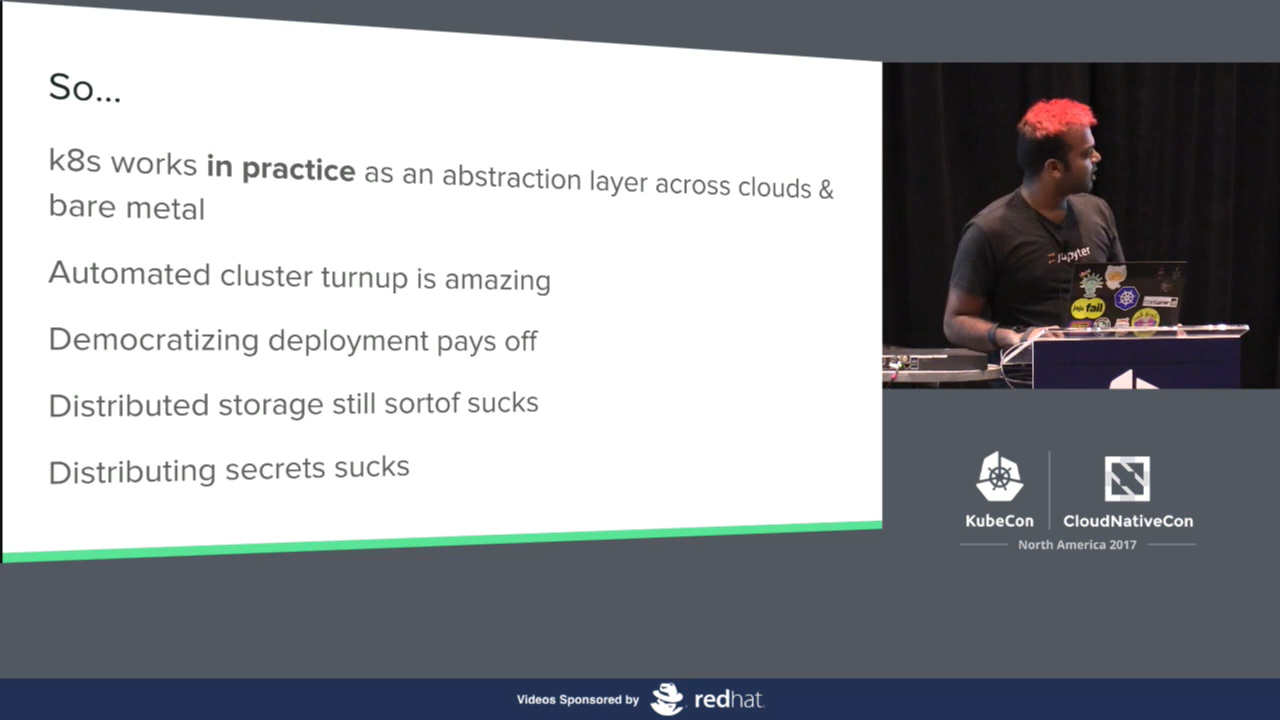 So...
k8s works in practice as an abstraction layer across clouds &
bare metal
Automated cluster turnup is amazing
Democratizing deployment pays off
Distributed storage still sortof sucks
Distributing secrets sucks
jupyter
fail
KubeCon
CloudNativeCon
North America 2017
Videos Sponsored by
redhat